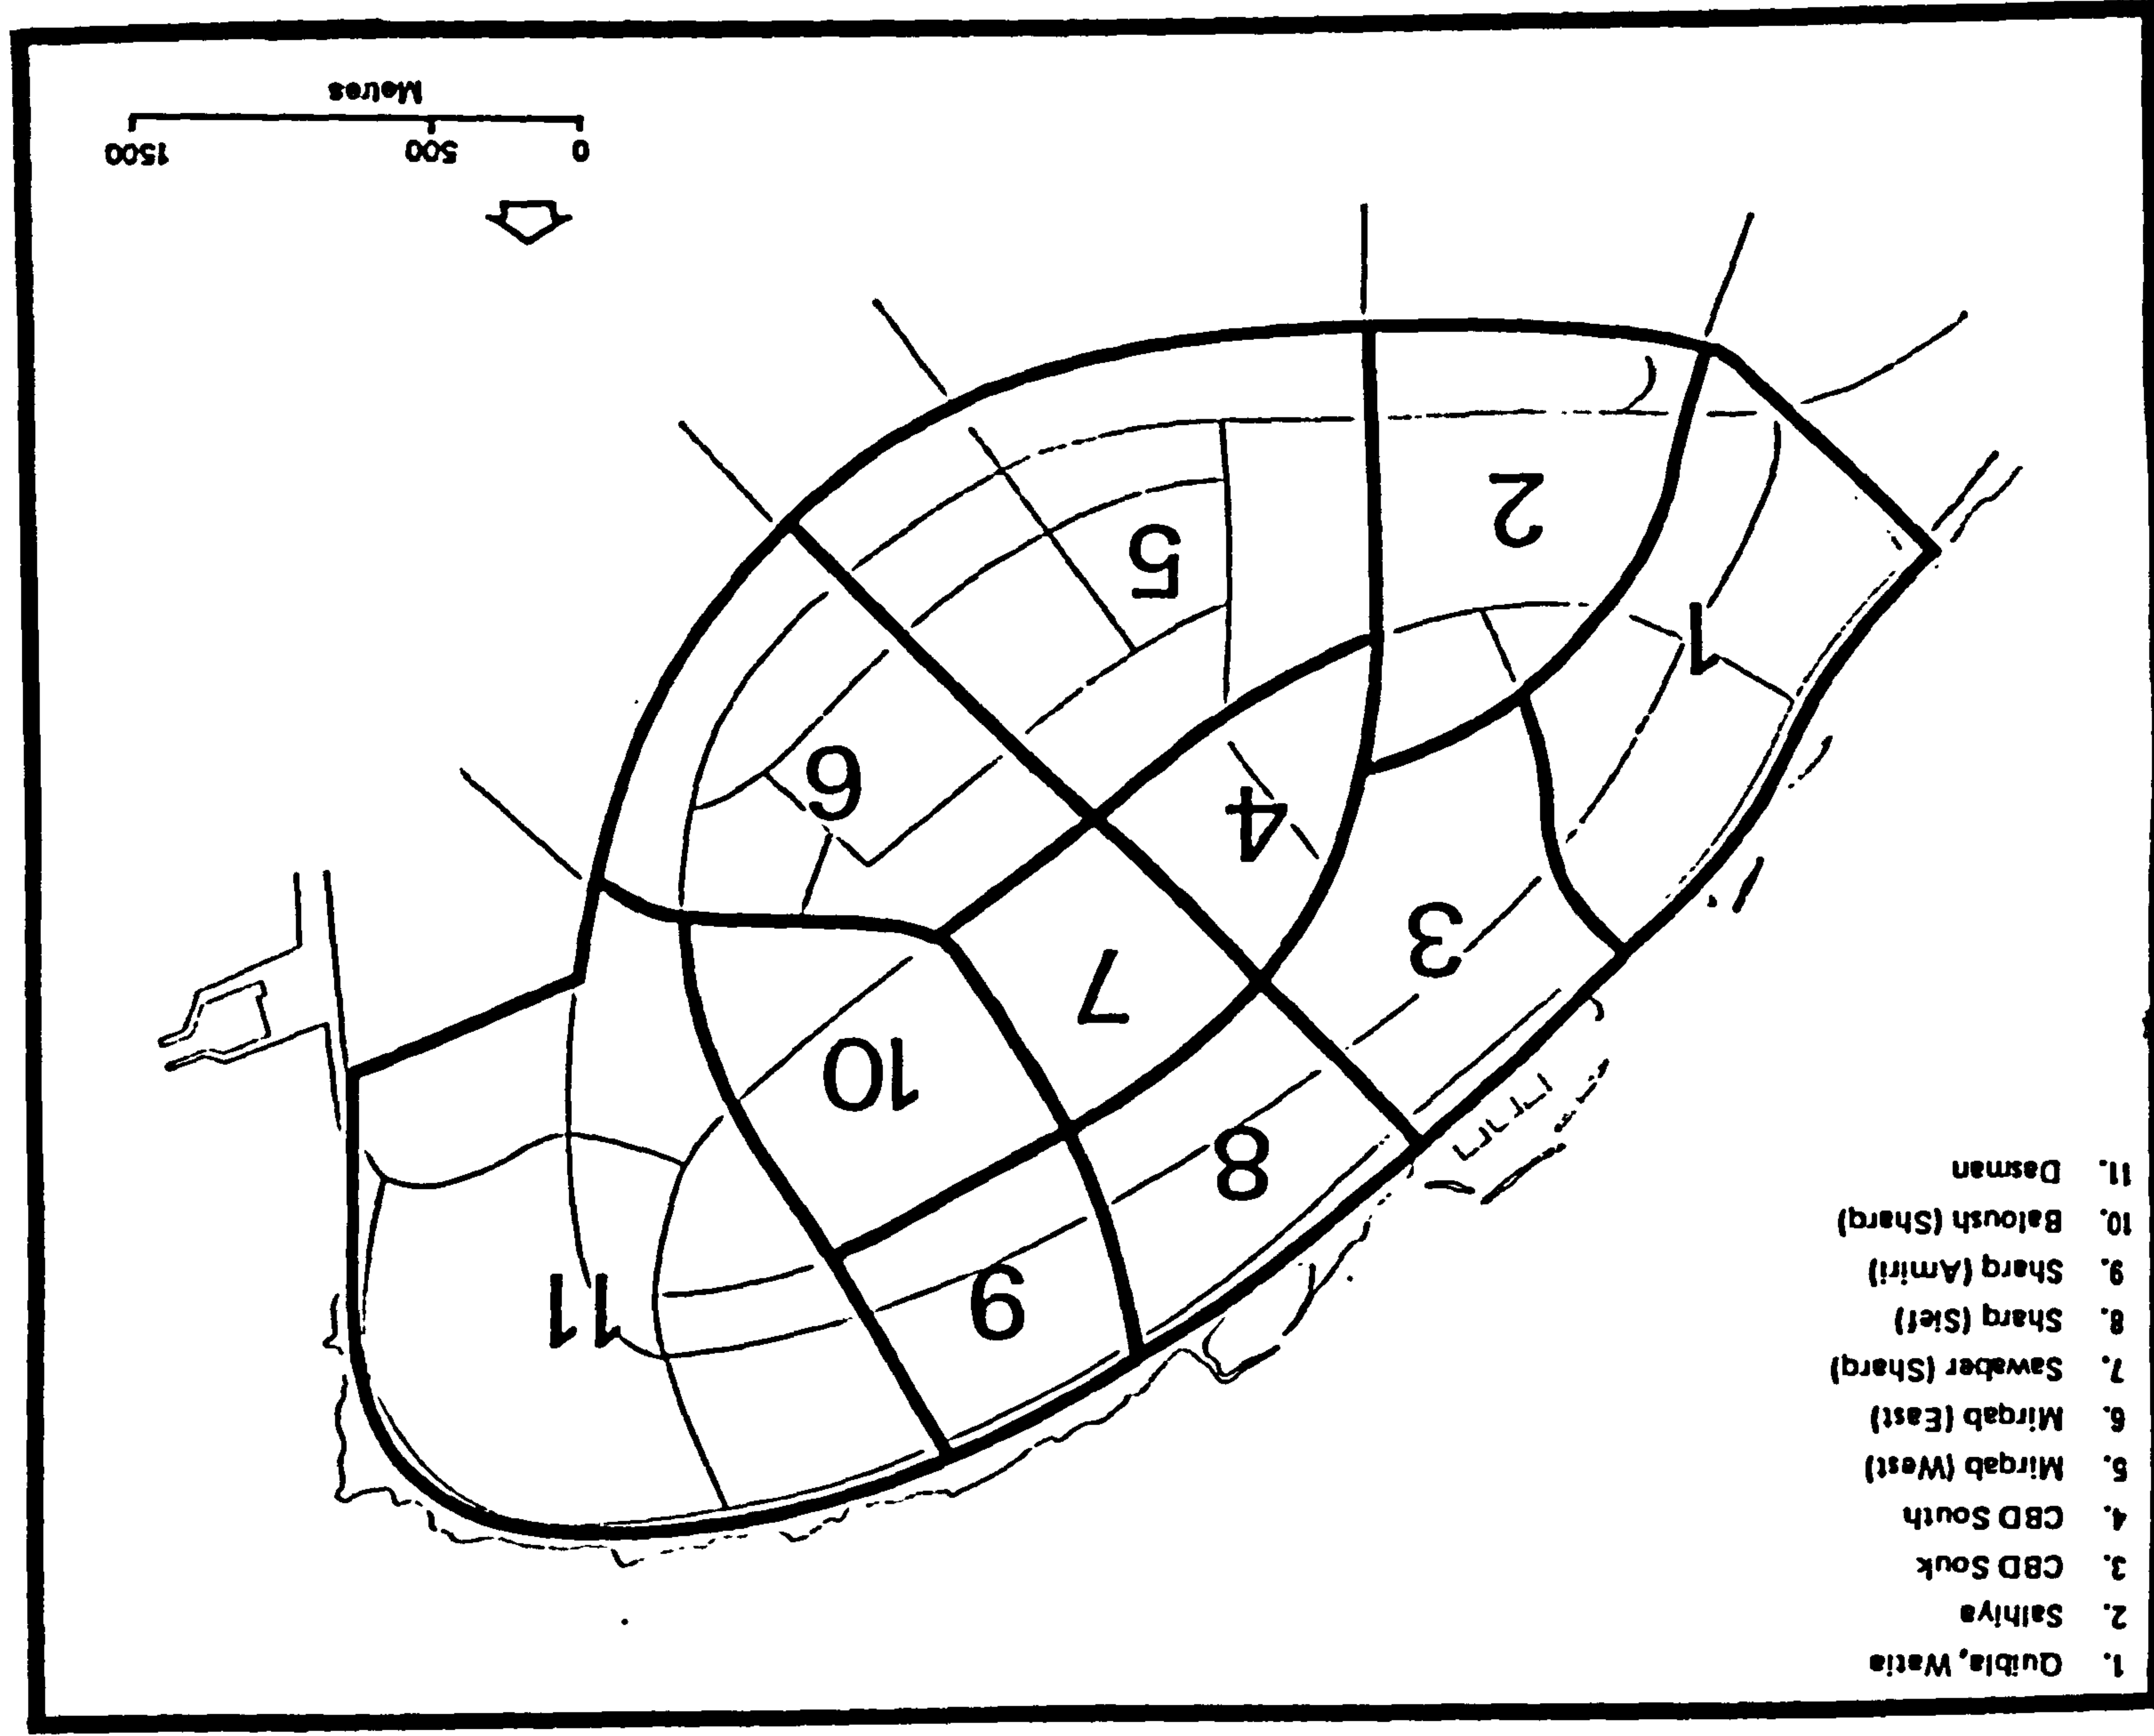 1. Quibla, Watia
2. Salhiya
3. CBD Souk
4. CBD South
5. Mirqab (West)
6. Mirqab (East)
7. Sawaber (Sharq)
8. Sharq (Sief)
9. Sharq (Amiri)
10. Baloush (Sharq)
11. Dasman
9
11
8
10
7
3
4
6
1
5
2
0 500 1500
Metres